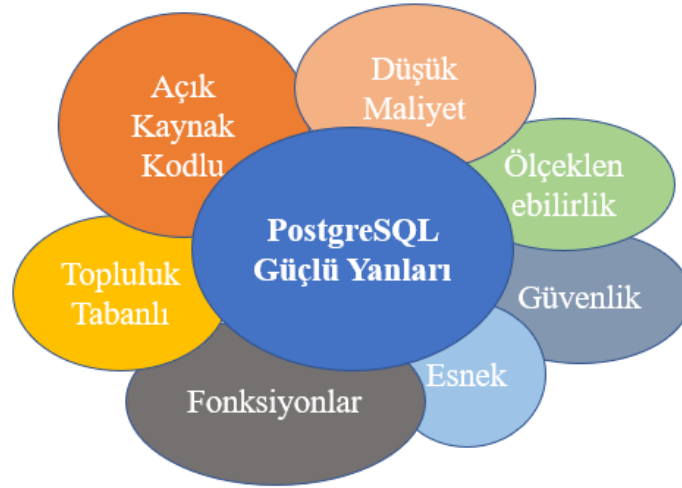 Açık
Kaynak
Kodlu
Düşük
Maliyet
Ölçeklen
ebilirlik
PostgreSQL
Güçlü Yanları
Topluluk
Tabanlı
Güvenlik
Esnek
Fonksiyonlar